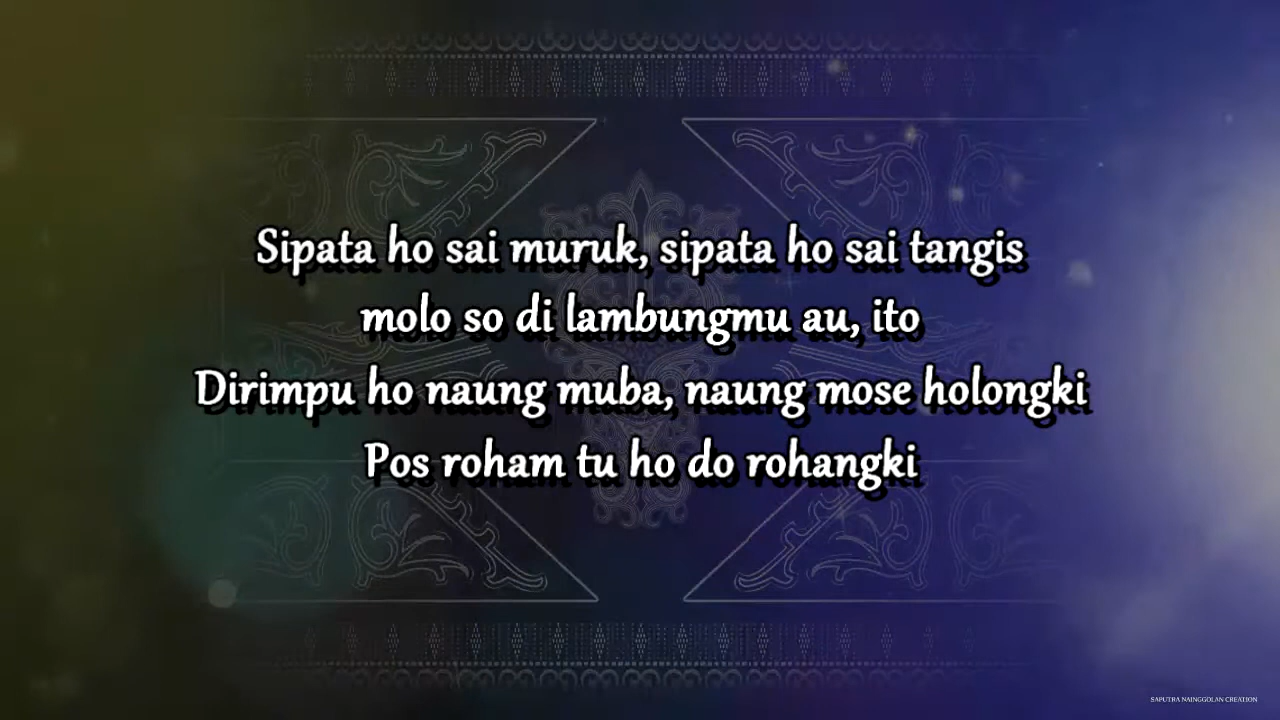 Sipata ho sai muruk, sipata ho sai tangis
molo so di lambungmu au, ito
Dirimpu ho naung muba, naung mose holongki
Pos roham tu ho do rohangki
SAPUTRA NAINGGOLAN CREATION